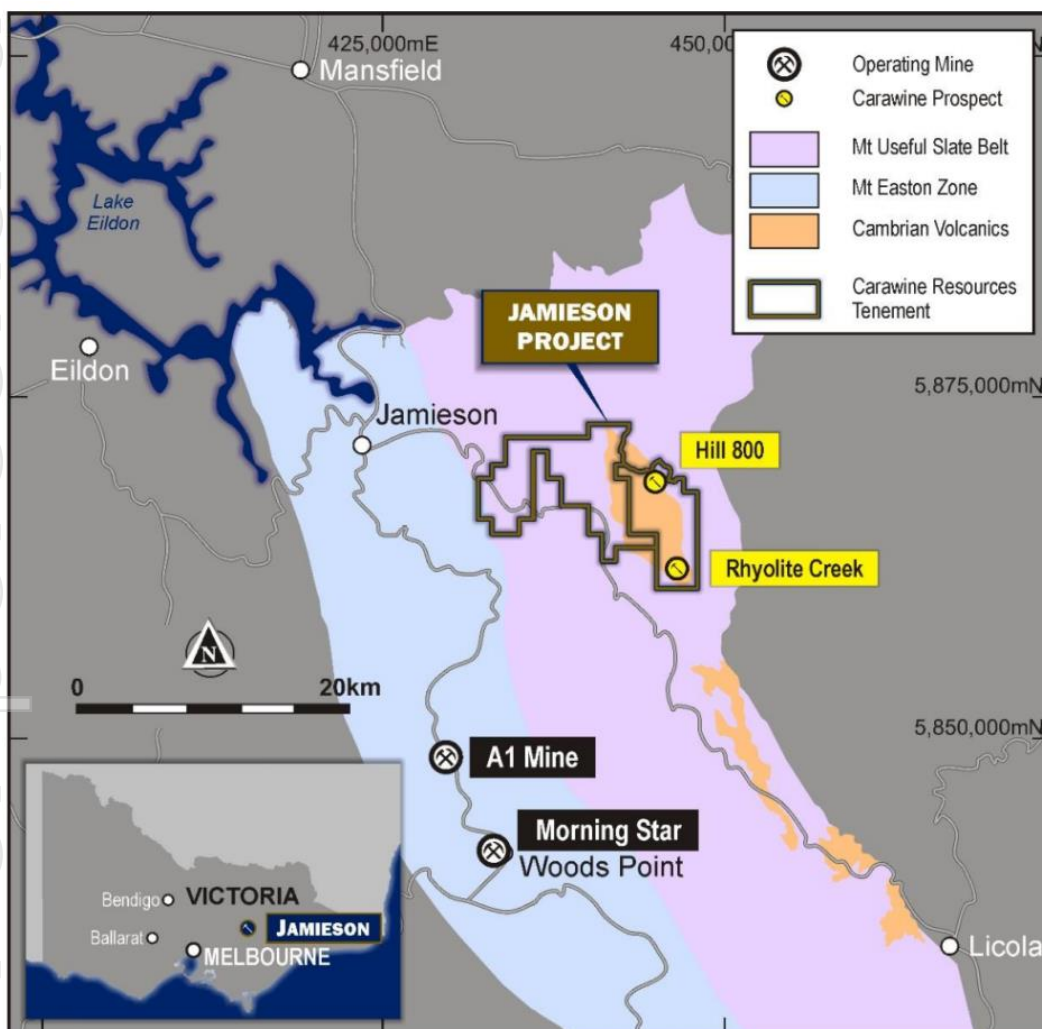 425,000mE
450,000mE
Mansfield
Operating Mine
Carawine Prospect
Mt Useful Slate Belt
Mt Easton Zone
Cambrian Volcanics
Carawine Resources
Tenement
Lake
Eildon
JAMIESON
PROJECT
Eildon
5,875,000mN
Jamieson
Hill 800
Rhyolite Creek
N
0 20km
5,850,000mN
A1 Mine
Morning Star
Woods Point
Licola
Bendigo
VICTORIA
JAMIESON
Ballarat
MELBOURNE